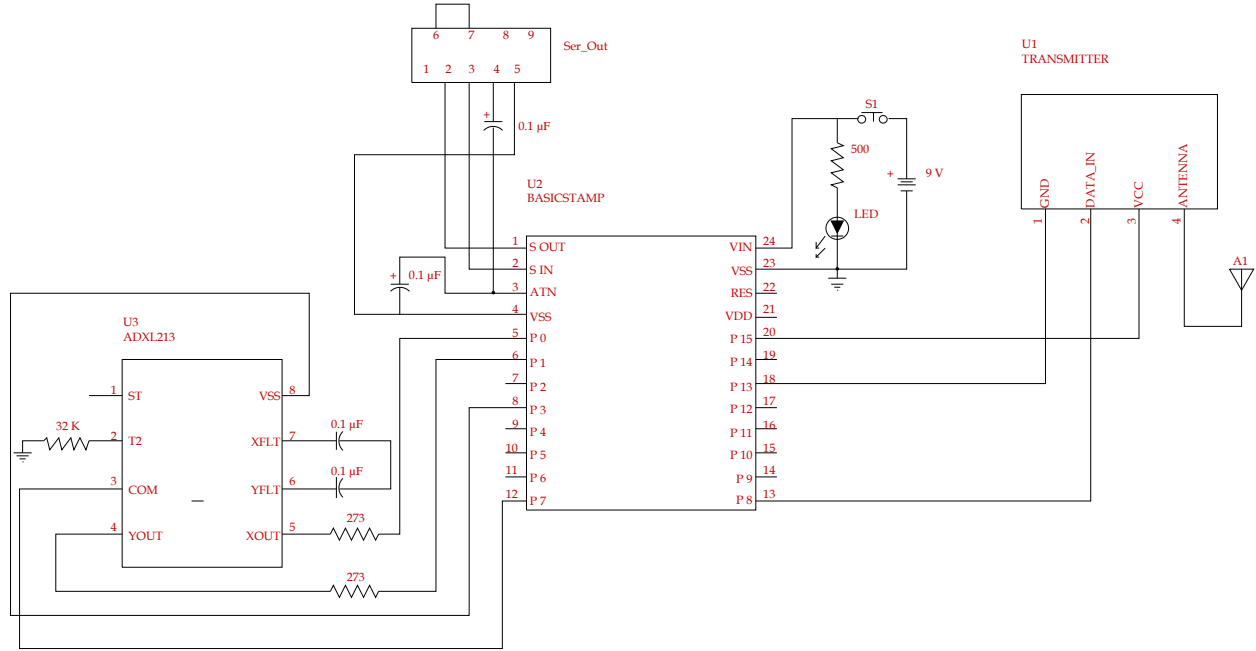 6 7 8 9
Ser_Out
1 2 3 4 5
+
0.1 µF
U1
TRANSMITTER
GND
DATA_IN
VCC
ANTENNA
1 2 3 4
A1
S1
500
+
9 V
LED
U2
BASICSTAMP
1 S OUT
2 S IN
3 ATN
4 VSS
5 P 0
6 P 1
7 P 2
8 P 3
9 P 4
10 P 5
11 P 6
12 P 7
VIN 24
VSS 23
RES 22
VDD 21
P 15 20
P 14 19
P 13 18
P 12 17
P 11 16
P 10 15
P 9 14
P 8 13
+
0.1 µF
U3
ADXL213
1 ST
2 T2
3 COM
4 YOUT
VSS 8
XFLT 7
YFLT 6
XOUT 5
32 K
0.1 µF
0.1 µF
273
273